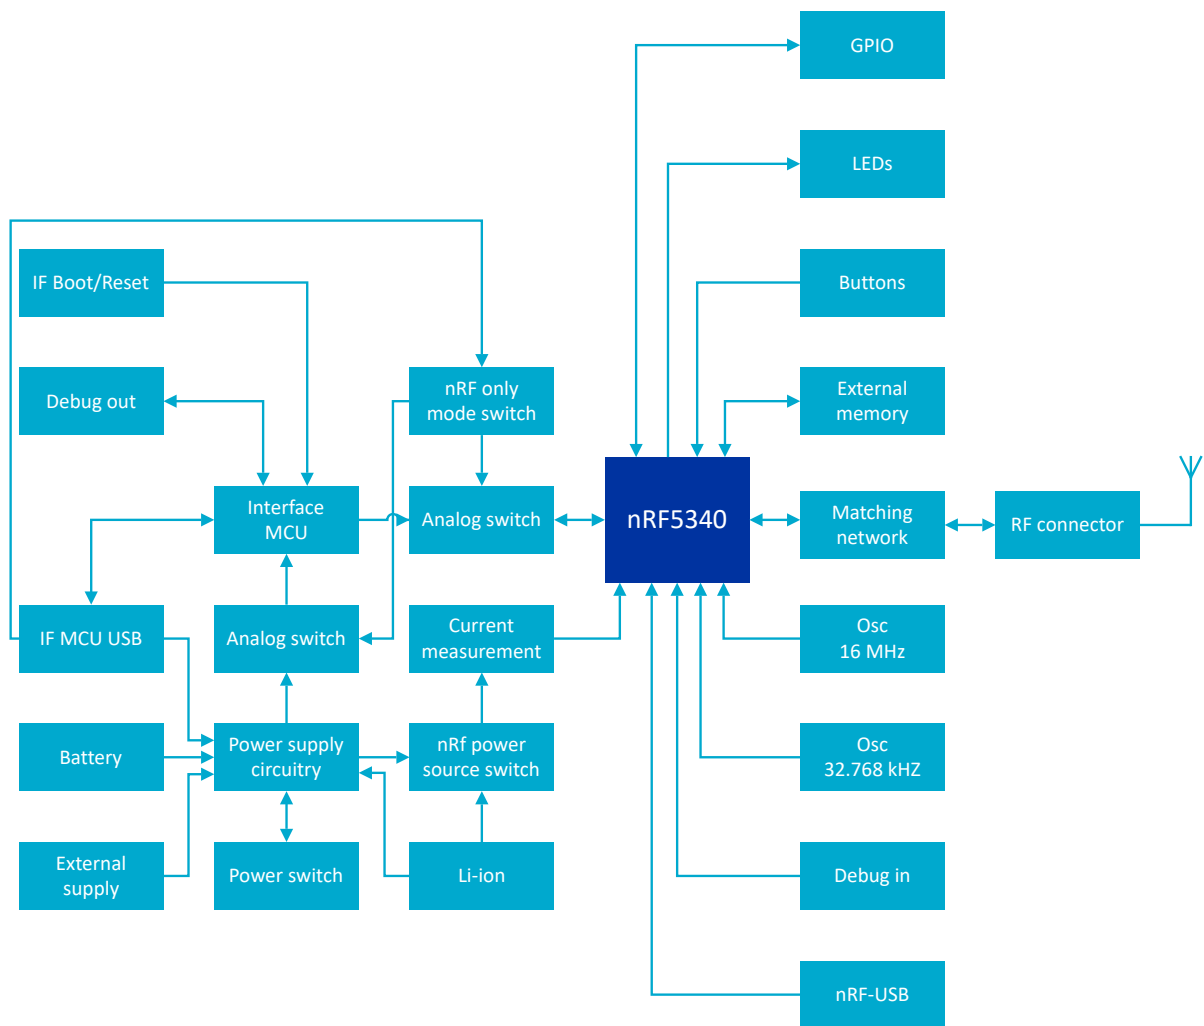 GPIO
LEDs
IF Boot/Reset
Buttons
Debug out
nRF only
mode switch
External
memory
Interface
MCU
Analog switch
nRF5340
Matching
network
RF connector
IF MCU USB
Analog switch
Current
measurement
Osc
16 MHz
Battery
Power supply
circuitry
nRf power
source switch
Osc
32.768 kHZ
External
supply
Power switch
Li-ion
Debug in
nRF-USB